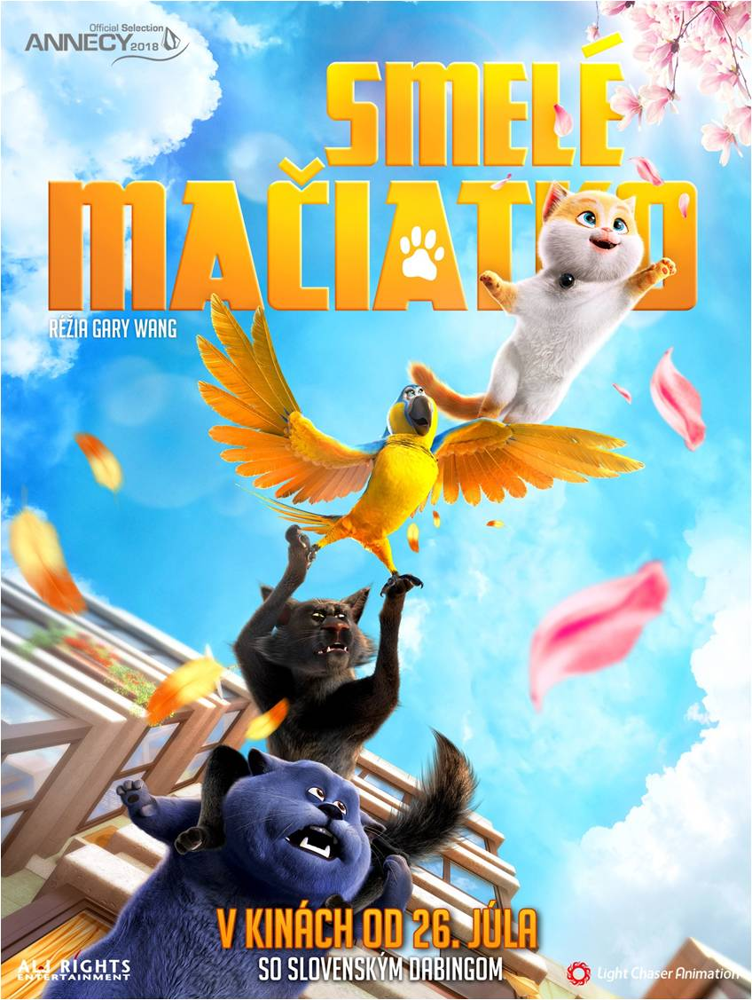 Official Selection
ANNECY 2018
SMELÉ
MAČIATKO
RÉŽIA GARY WANG
V KINÁCH OD 26. JÚLA
SO SLOVENSKÝM DABINGOM
ALL RIGHTS
ENTERTAINMENT
Light Chaser Animation